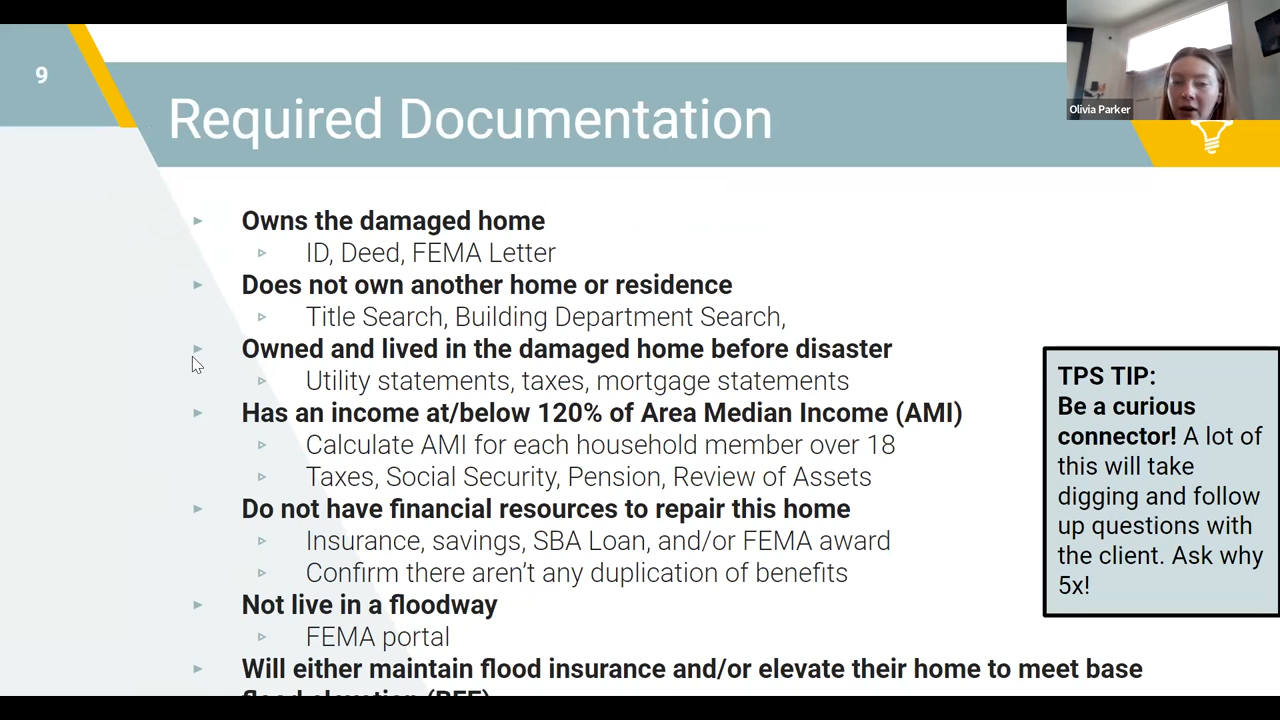 9
Required Documentation
Olivia Parker
Owns the damaged home
ID, Deed, FEMA Letter
Does not own another home or residence
Title Search, Building Department Search,
Owned and lived in the damaged home before disaster
Utility statements, taxes, mortgage statements
Has an income at/below 120% of Area Median Income (AMI)
Calculate AMI for each household member over 18
Taxes, Social Security, Pension, Review of Assets
Do not have financial resources to repair this home
Insurance, savings, SBA Loan, and/or FEMA award
Confirm there aren't any duplication of benefits
Not live in a floodway
FEMA portal
Will either maintain flood insurance and/or elevate their home to meet base
flood elevation (BFE)
TPS TIP:
Be a curious
connector! A lot of
this will take
digging and follow
up questions with
the client. Ask why
5x!